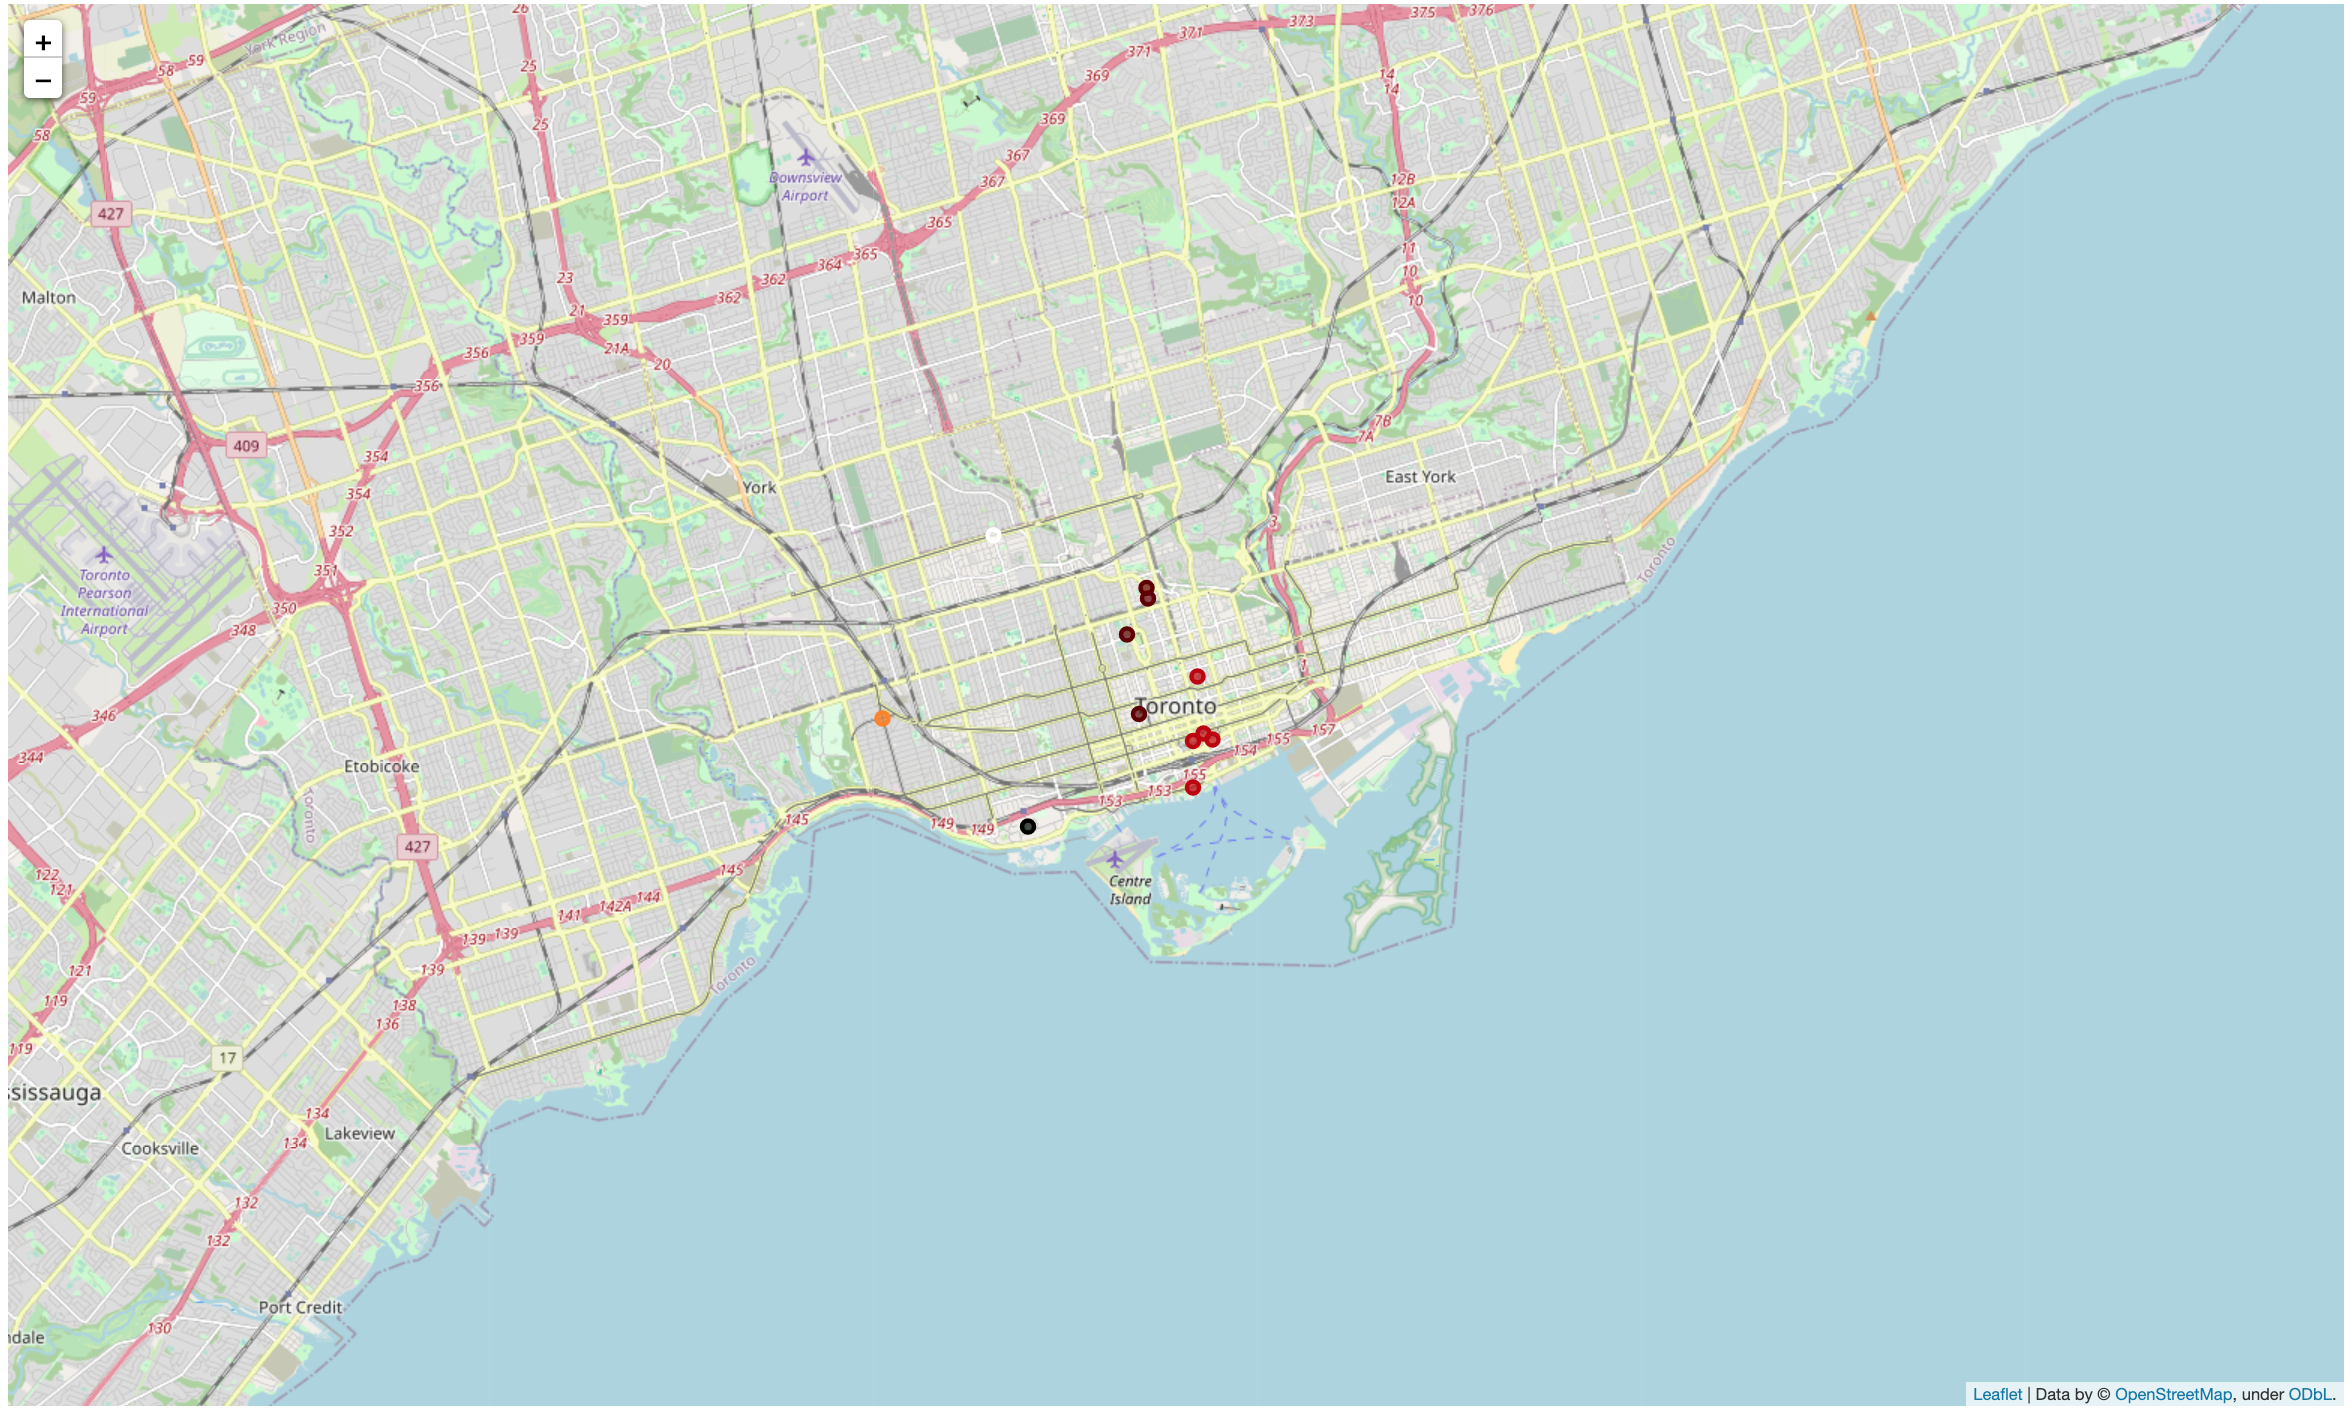 +
−
York Region
26
371
373
375
376
58
59
371
25
369
14
14
59
25
369
58
367
367
12B
12A
Downsview
Airport
427
365
11
365
364
23
362
10
Malton
362
10
21
359
359
21A
356
20
356
7B
7A
409
354
East York
York
354
3
352
Toronto
351
Toronto
Pearson
International
Airport
350
348
1
Toronto
346
157
155
154
344
Etobicoke
155
Toronto
153
153
145
149
149
427
145
122
121
Centre
Island
144
142A
141
139
139
139
121
Toronto
119
138
136
119
17
ssissauga
134
Lakeview
134
Cooksville
132
132
Port Credit
130
ndale
Leaflet | Data by © OpenStreetMap, under ODbL.